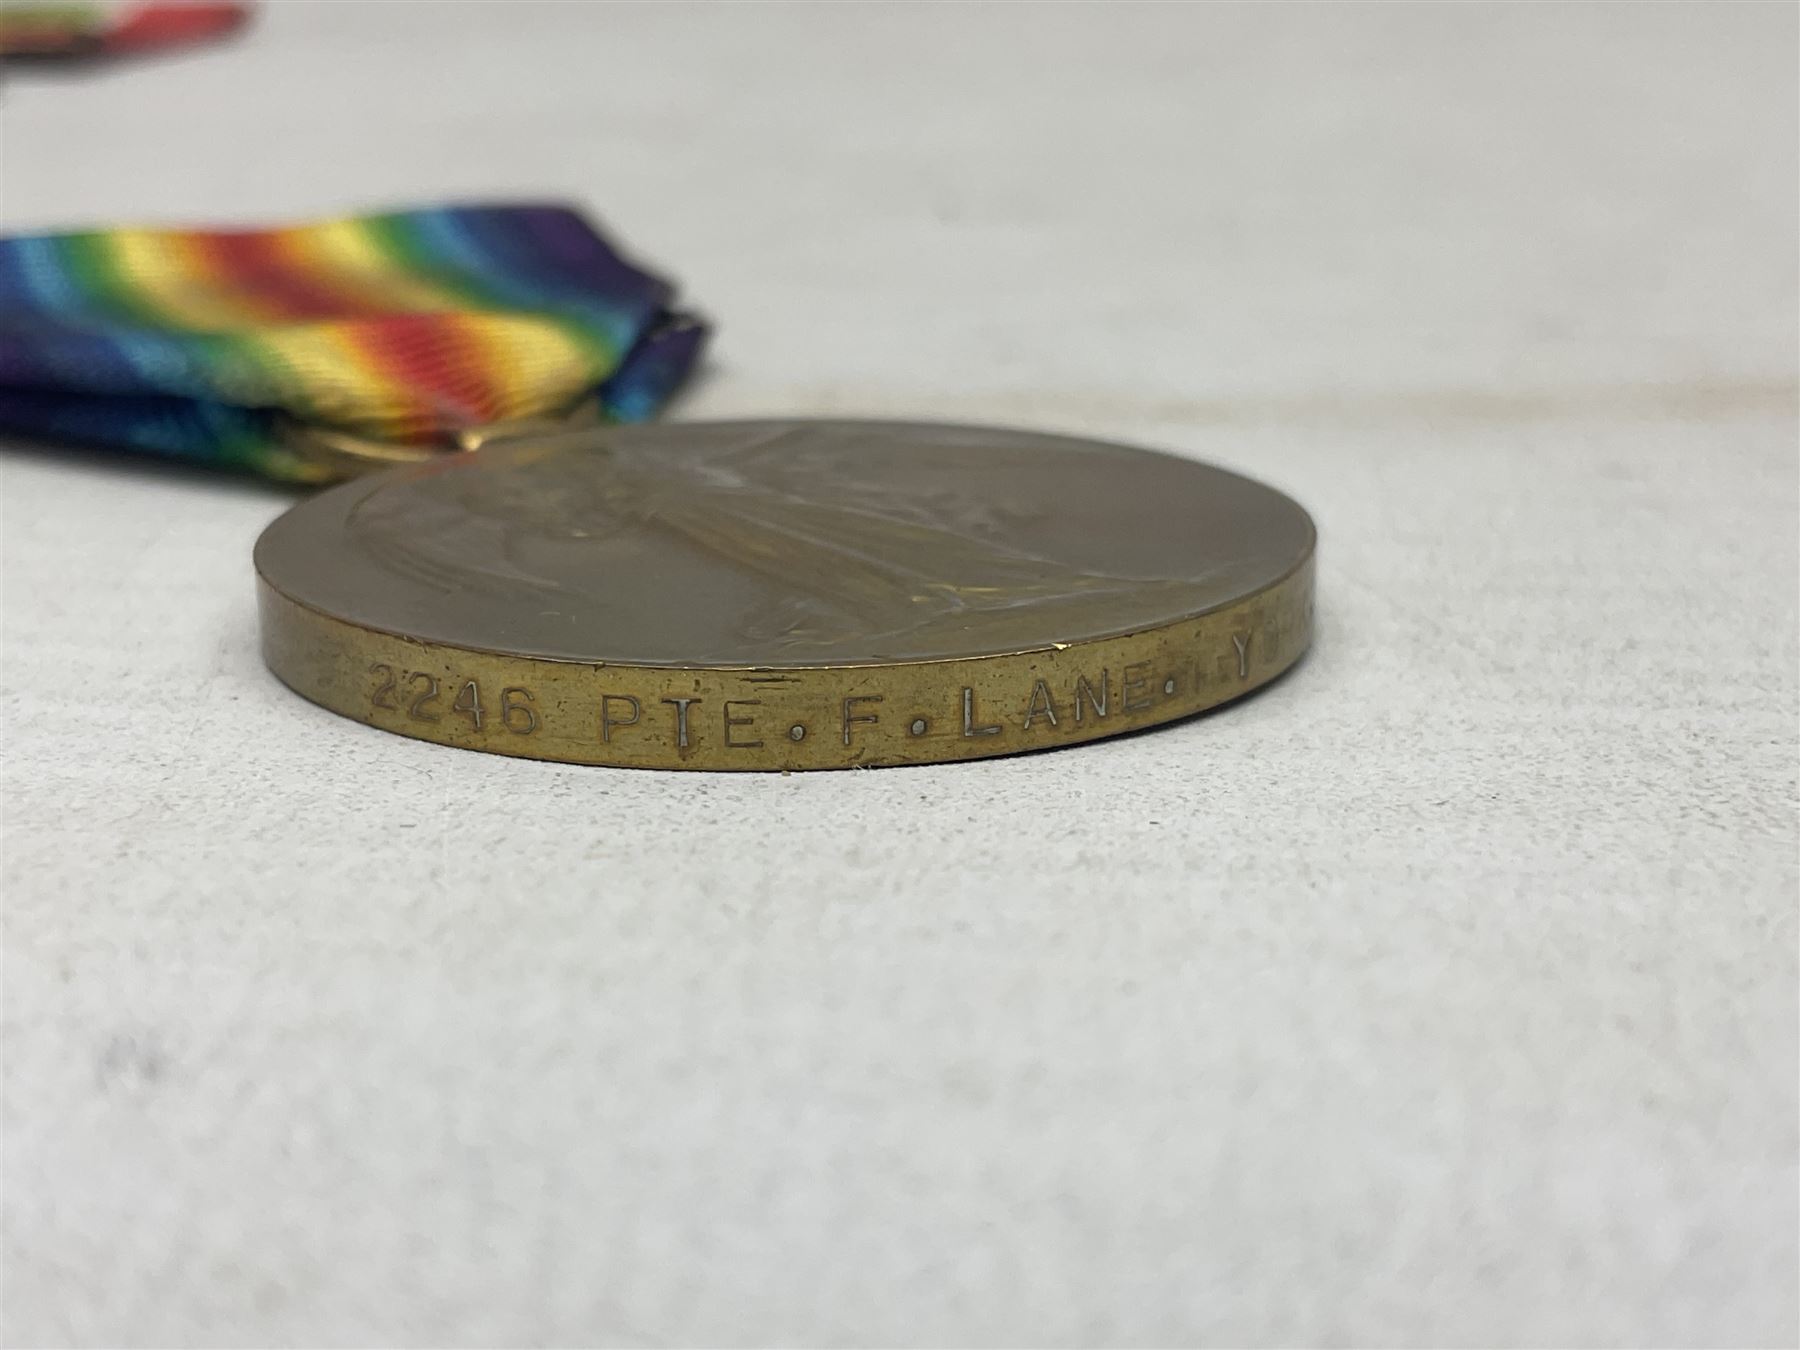 2246 PTE. F. LANE.